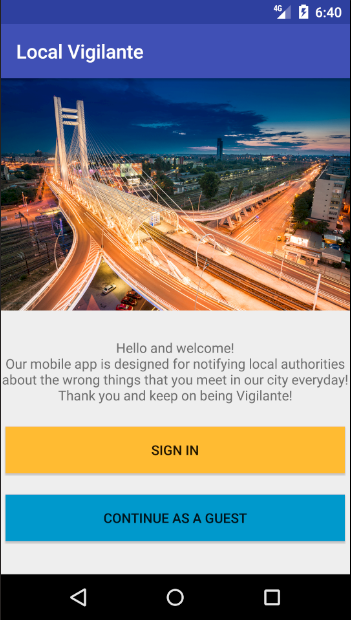 4G 6:40
Local Vigilante
Hello and welcome!
Our mobile app is designed for notifying local authorities
about the wrong things that you meet in our city everyday!
Thank you and keep on being Vigilante!
SIGN IN
CONTINUE AS A GUEST